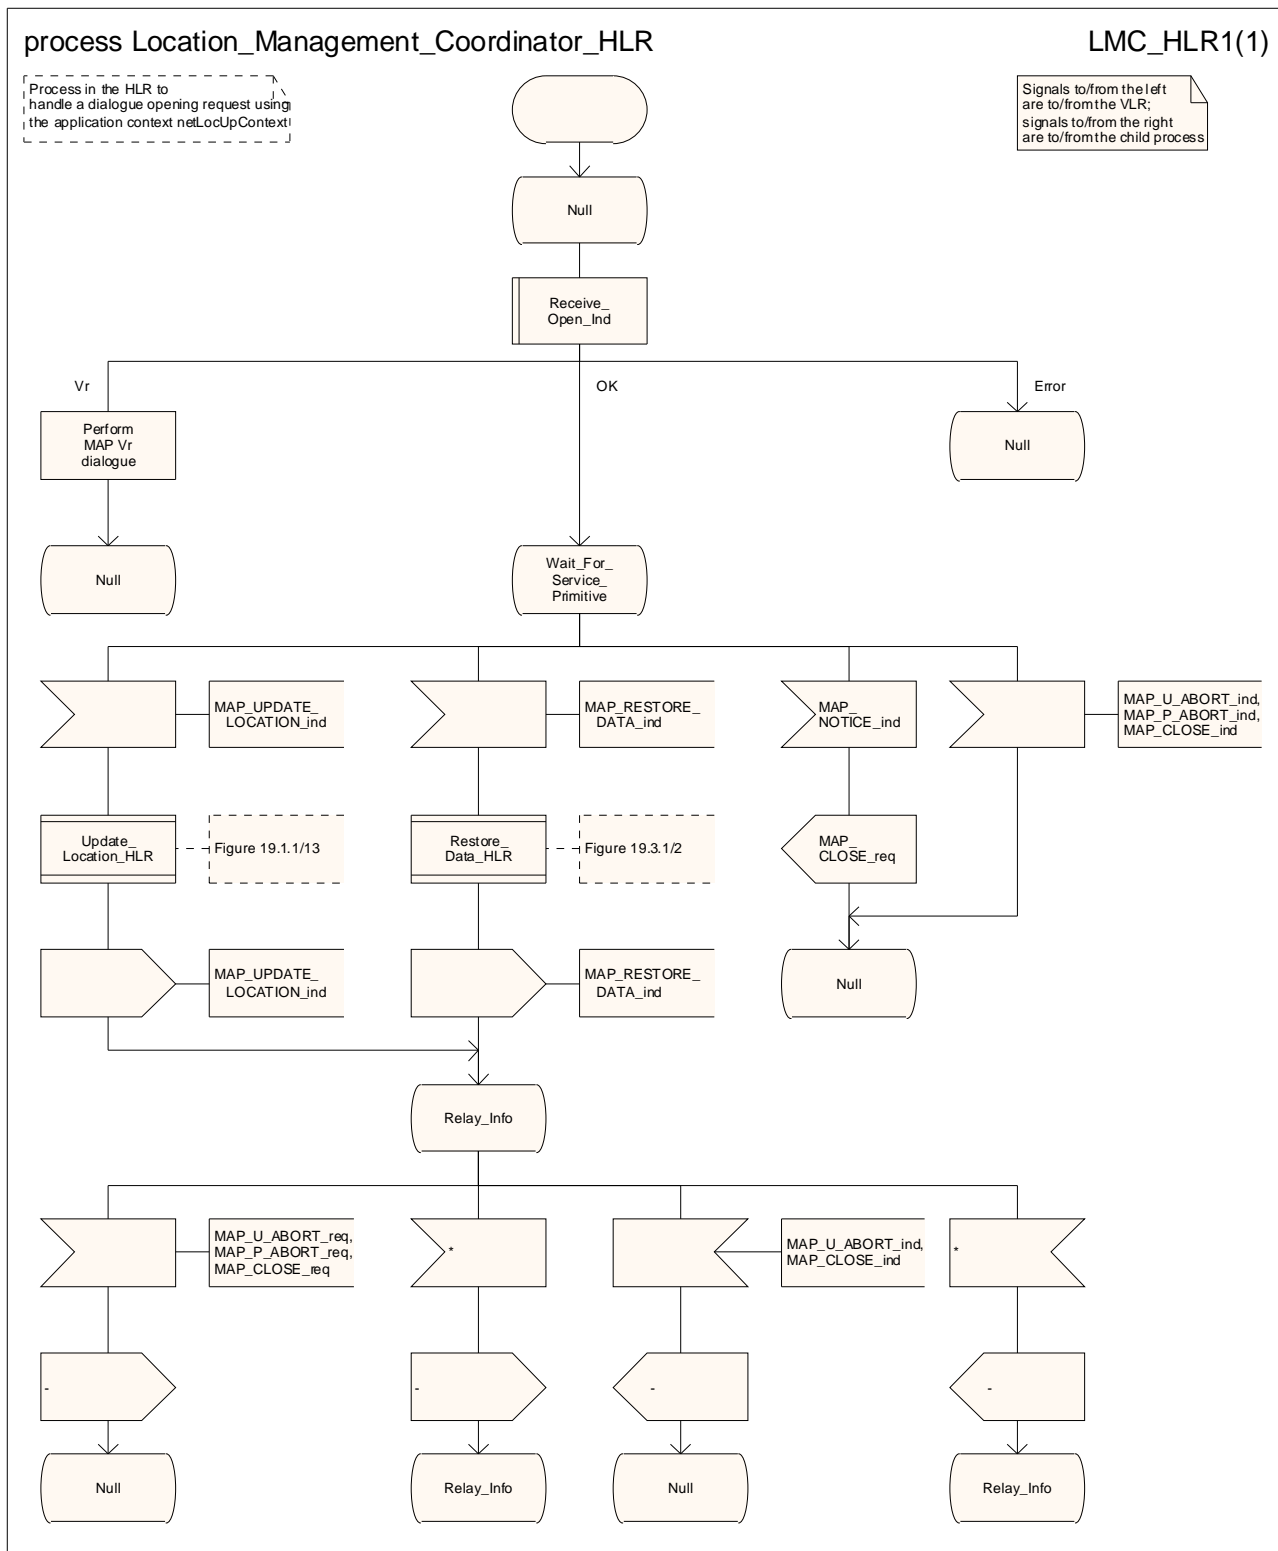 process Location_Management_Coordinator_HLR
LMC_HLR1(1)
Process in the HLR to
handle a dialogue opening request using
the application context netLocUpContext
Signals to/from the left
are to/from the VLR;
signals to/from the right
are to/from the child process
Null
Receive_
Open_Ind
Vr
OK
Error
Perform
MAP Vr
dialogue
Null
Null
Wait_For_
Service_
Primitive
MAP_UPDATE_
LOCATION_ind
MAP_RESTORE_
DATA_ind
MAP_
NOTICE_ind
MAP_U_ABORT_ind,
MAP_P_ABORT_ind,
MAP_CLOSE_ind
Update_
Location_HLR
Figure 19.1.1/13
Restore_
Data_HLR
Figure 19.3.1/2
MAP_
CLOSE_req
MAP_UPDATE_
LOCATION_ind
MAP_RESTORE_
DATA_ind
Null
Relay_Info
MAP_U_ABORT_req,
MAP_P_ABORT_req,
MAP_CLOSE_req
*
MAP_U_ABORT_ind,
MAP_CLOSE_ind
*
-
-
-
-
Null
Relay_Info
Null
Relay_Info